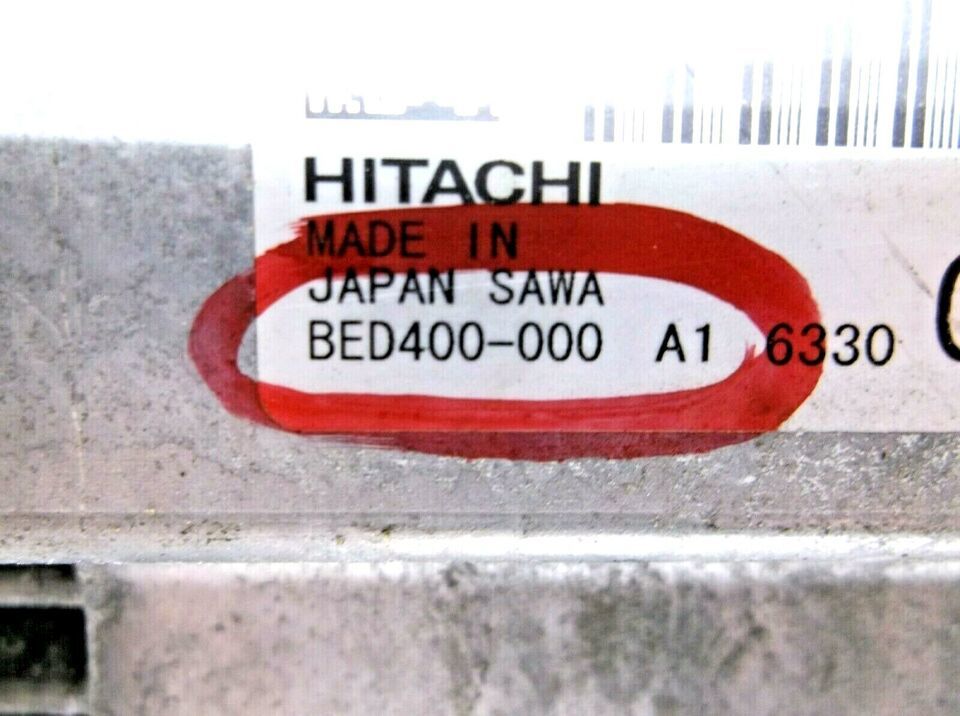 HITACHI
MADE IN
JAPAN SAWA
BED400-000 A1 6330